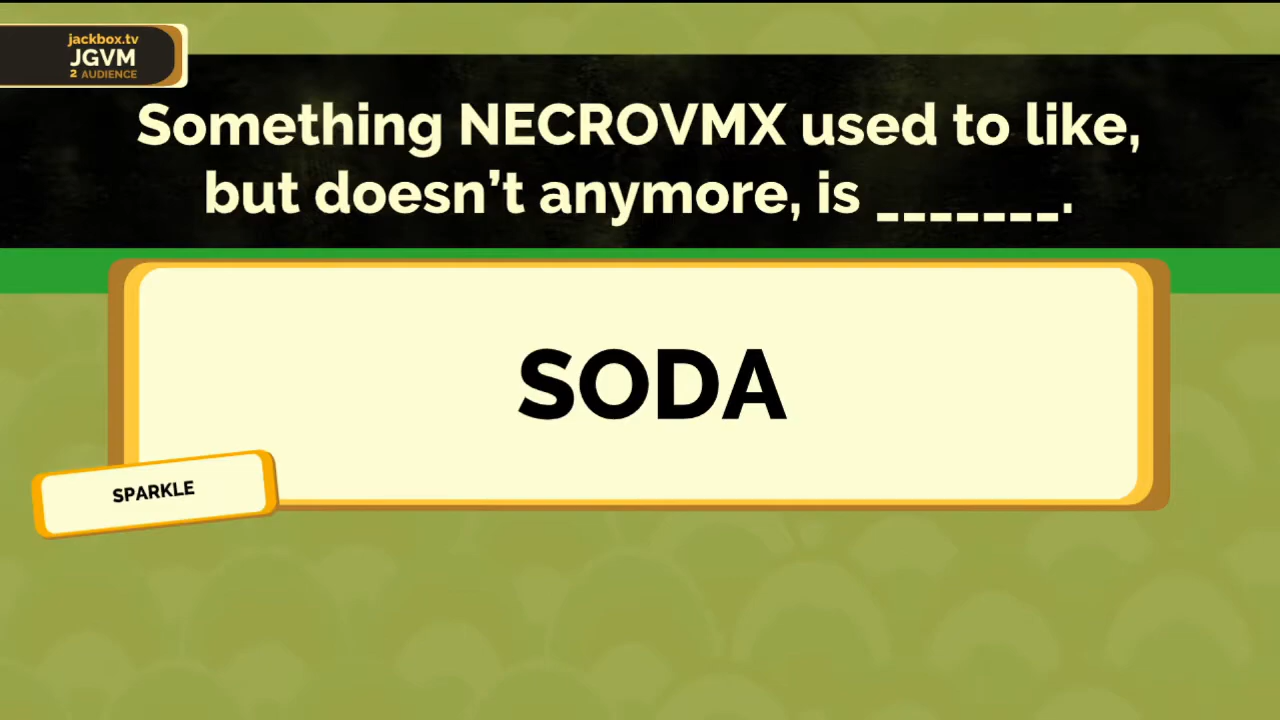 jackbox.tv
JGVM
2 AUDIENCE
Something NECROVMX used to like,
but doesn't anymore, is _______.
SODA
SPARKLE